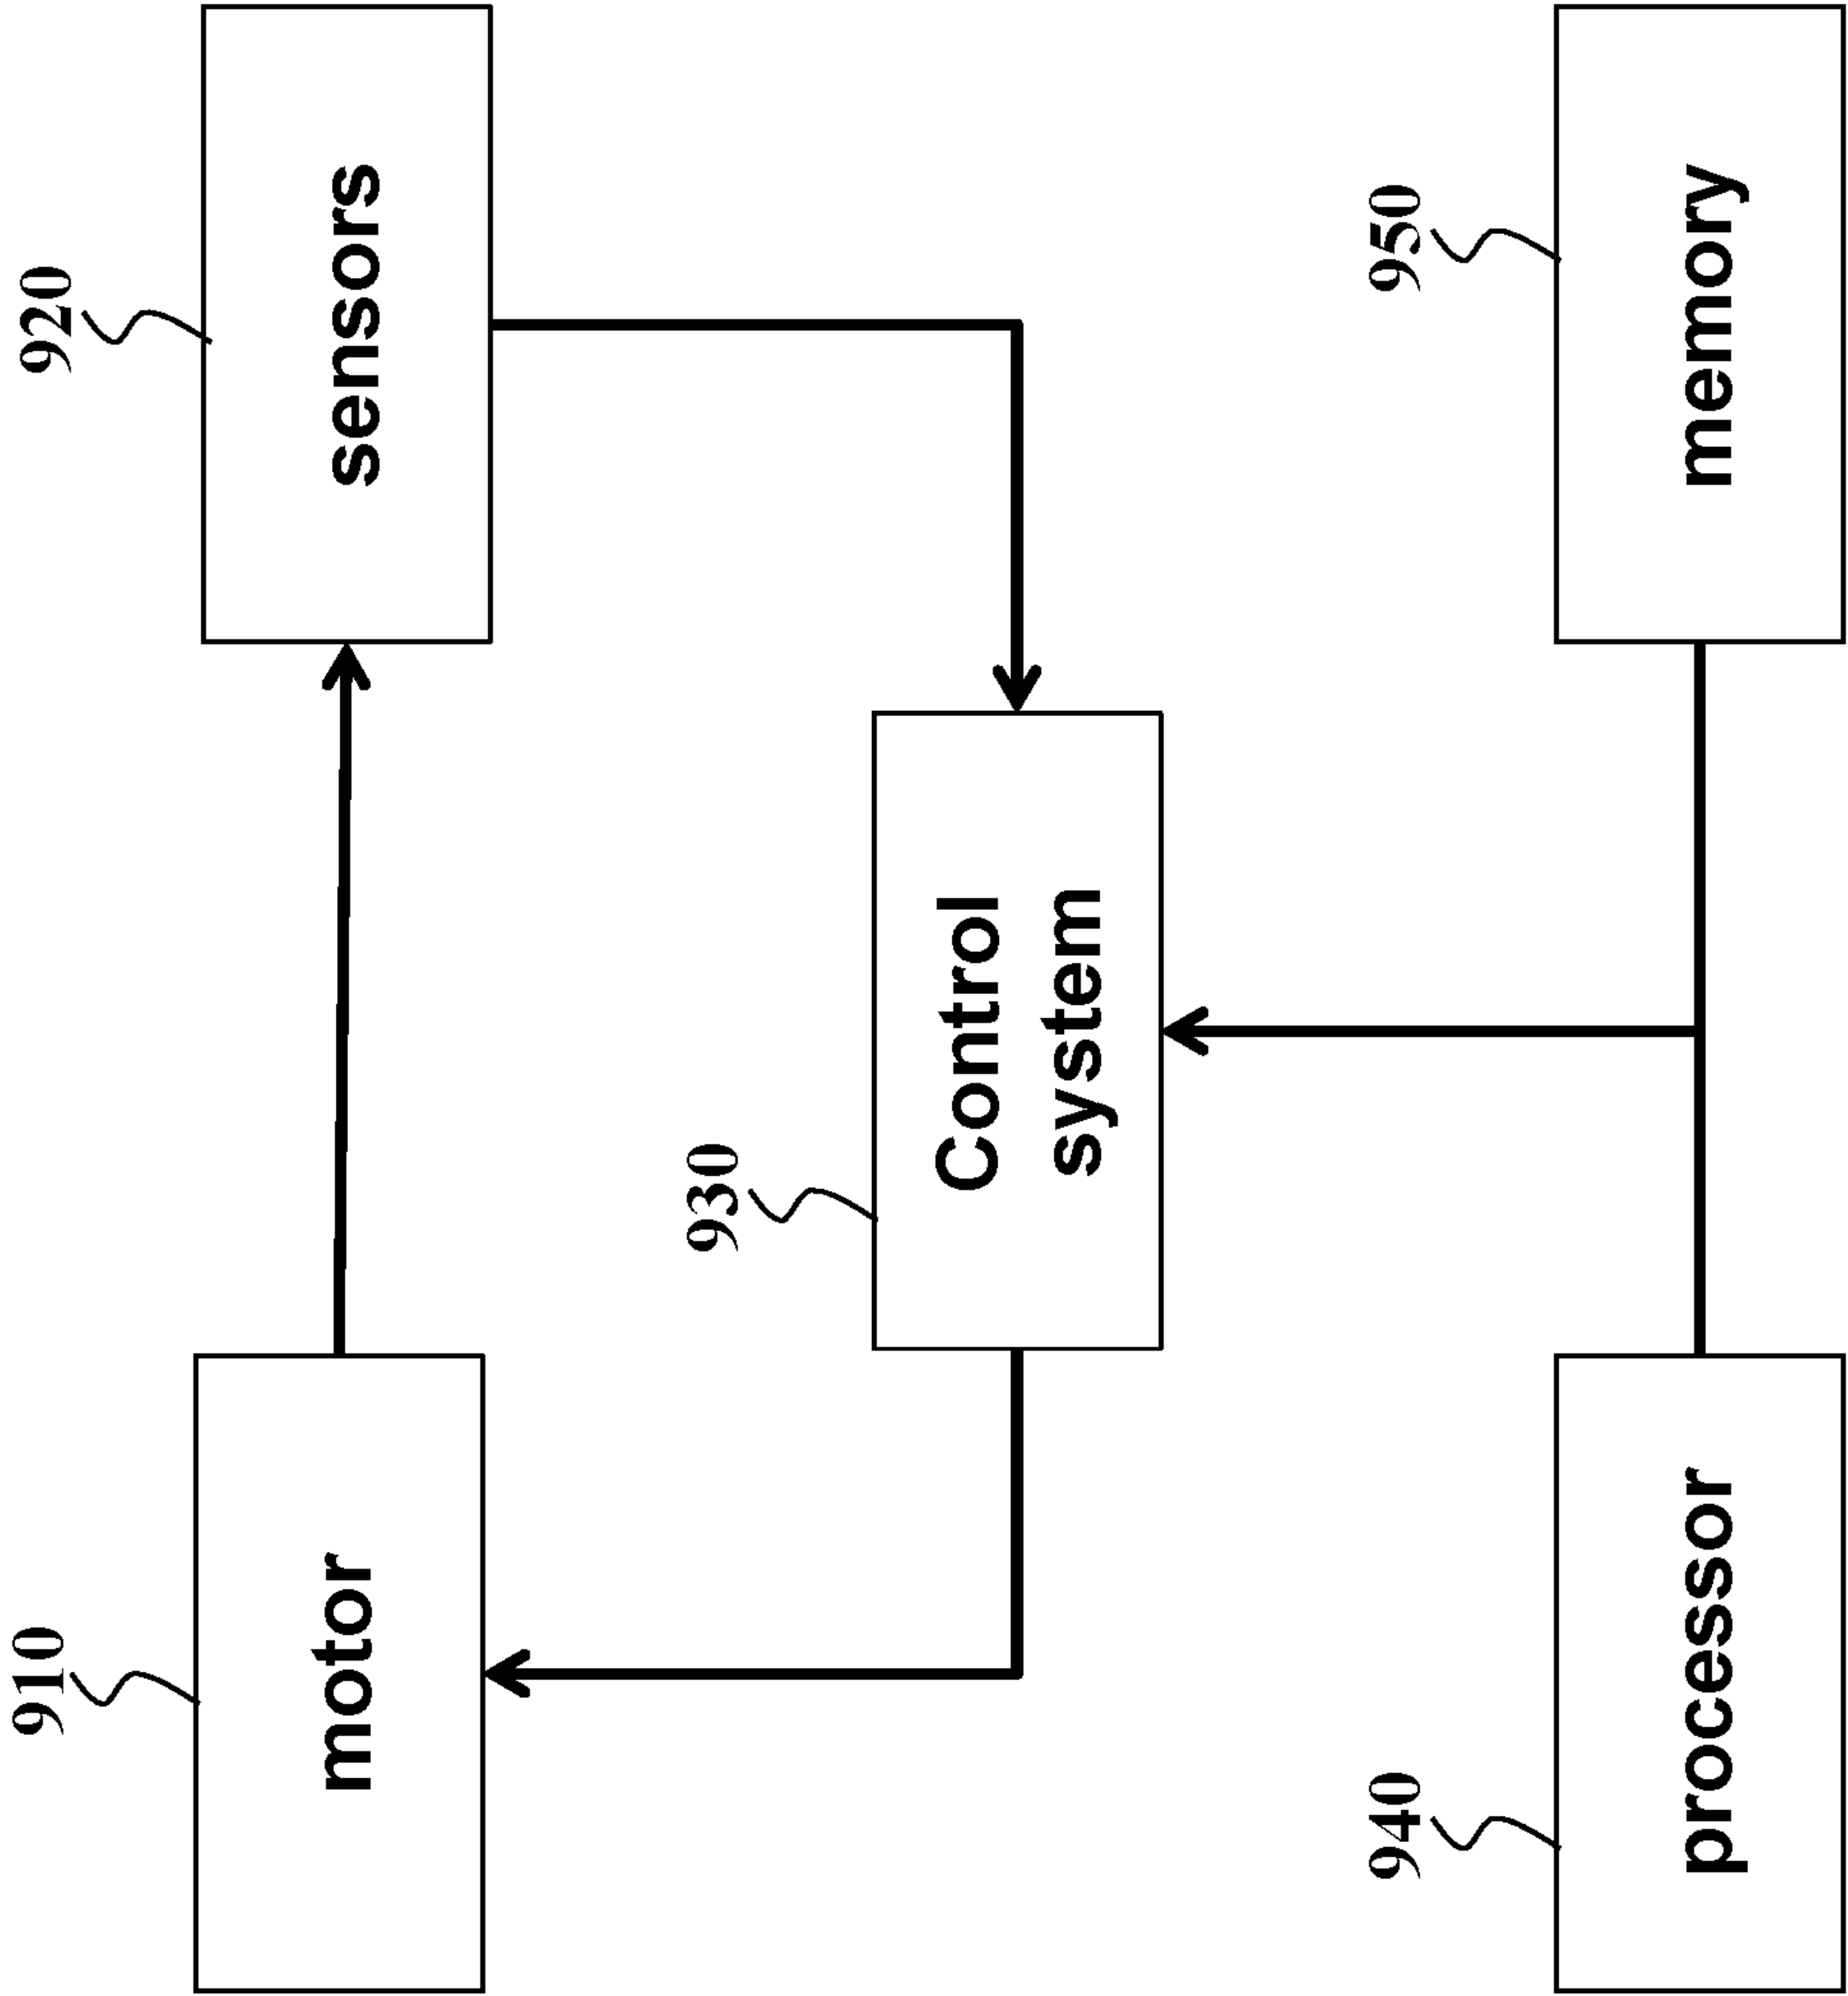 910
motor
920
sensors
930
Control
system
940
processor
950
memory